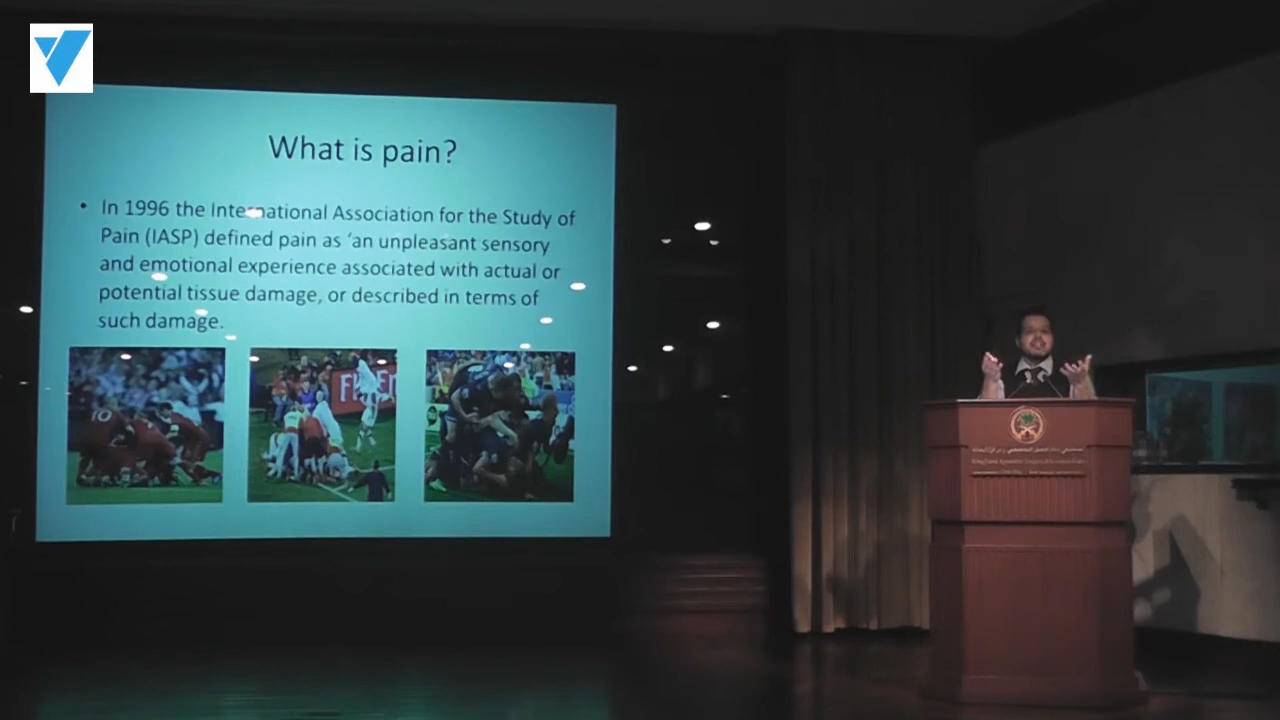 What is pain?
• In 1996 the International Association for the Study of
Pain (IASP) defined pain as ‘an unpleasant sensory
and emotional experience associated with actual or
potential tissue damage, or described in terms of
such damage.